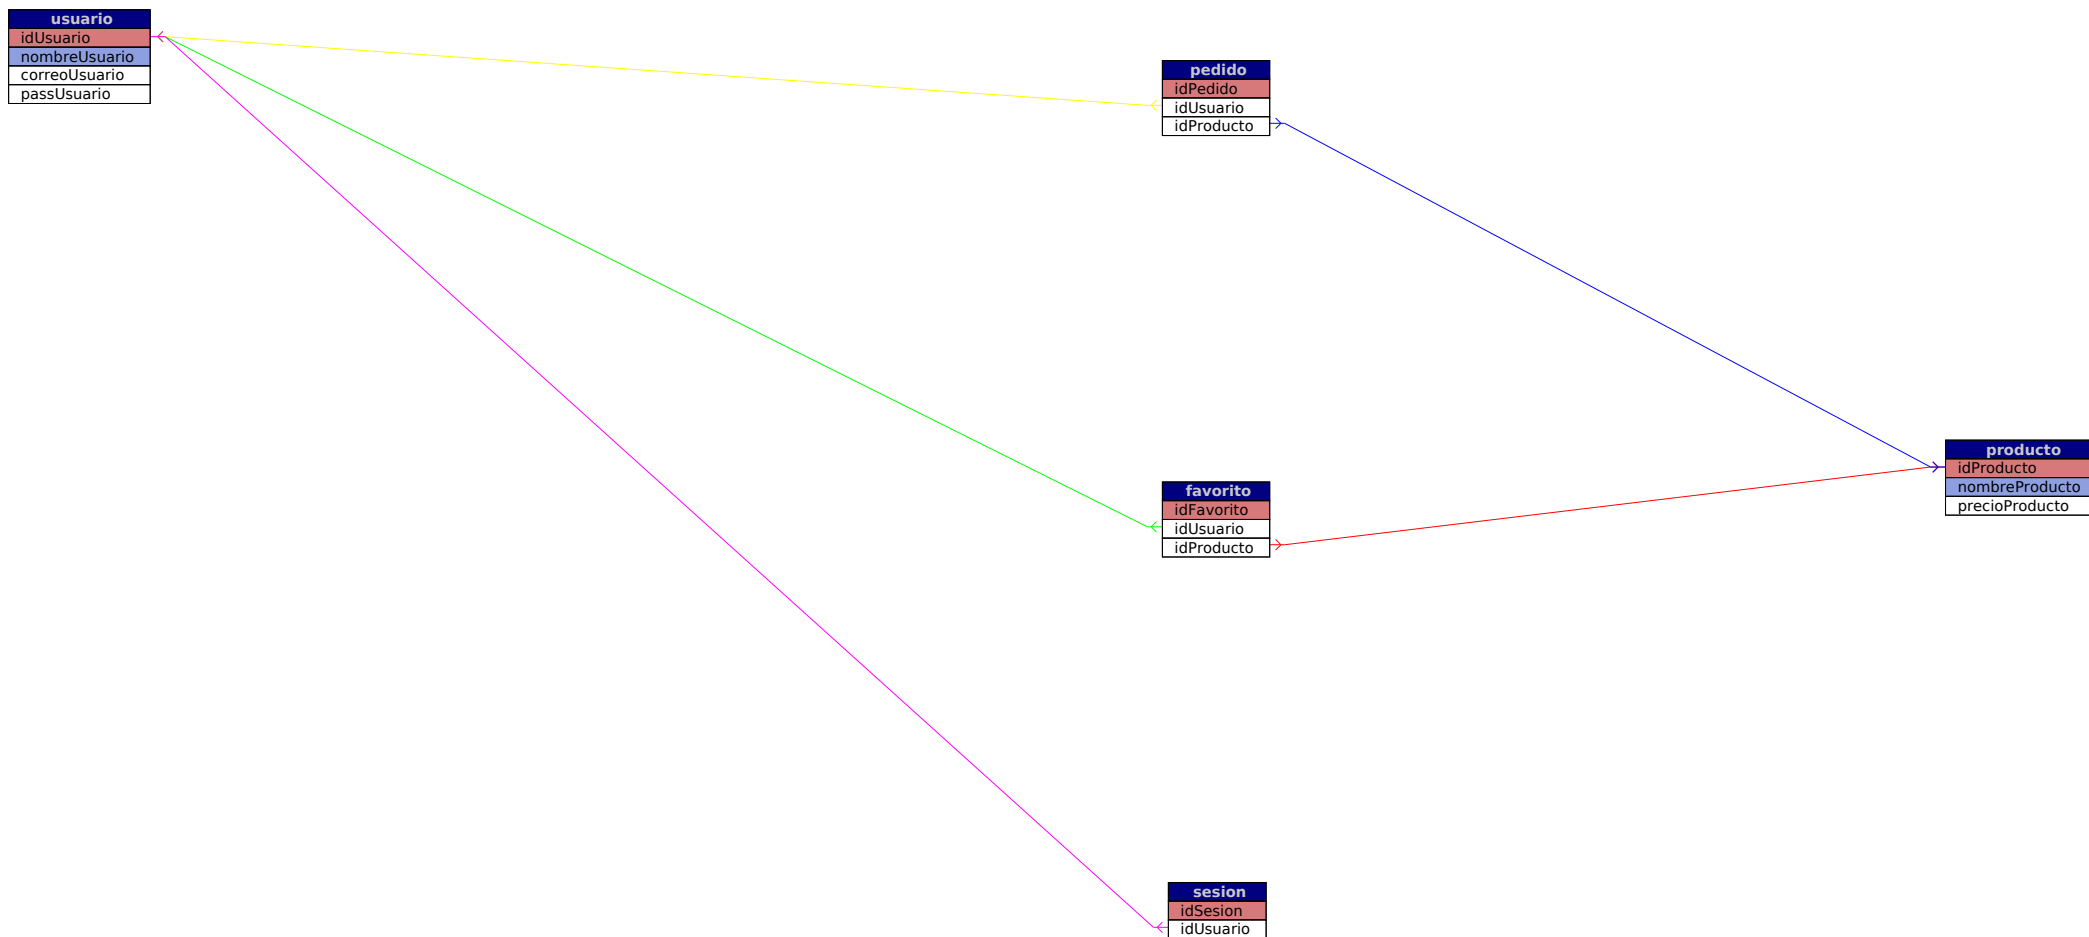 usuario
idUsuario
nombreUsuario
correoUsuario
passUsuario
pedido
idPedido
idUsuario
idProducto
favorito
idFavorito
idUsuario
idProducto
producto
idProducto
nombreProducto
precioProducto
sesion
idSesion
idUsuario